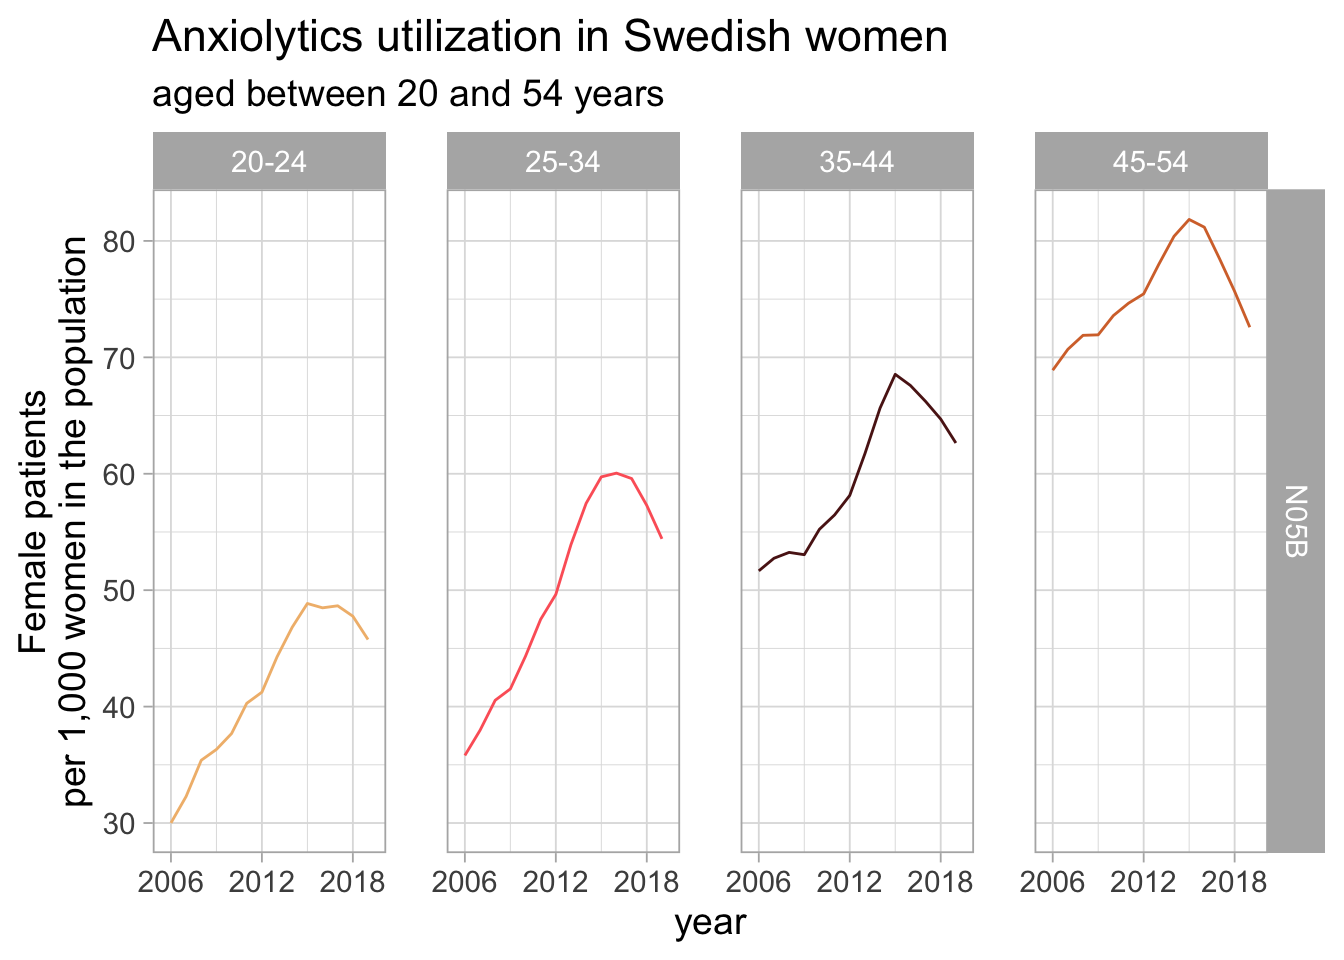 Anxiolytics utilization in Swedish women
aged between 20 and 54 years
20-24
25-34
35-44
45-54
N05B
Female patients
per 1,000 women in the population
80
70
60
50
40
30
2006 2012 2018
2006 2012 2018
2006 2012 2018
2006 2012 2018
year